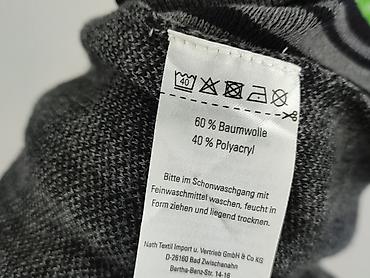 40
60 % Baumwolle
40 % Polyacryl
Bitte im Schonwaschgang mit
Feinwaschmittel waschen, feucht in
Form ziehen und liegend trocknen.
Nath Textil Import u. Vertrieb GmbH & Co KG
D-26160 Bad Zwischenahn
Bertha-Benz-Str. 14-16